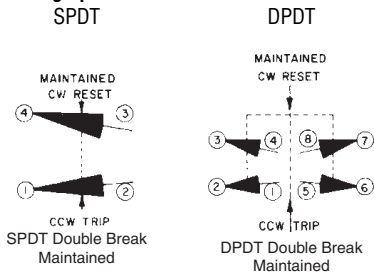 SPDT DPDT
MAINTAINED
CW RESET
④ ③
① ②
CCW TRIP
SPDT Double Break
Maintained
MAINTAINED
CW RESET
③ ④ ⑧ ⑦
② ① ⑤ ⑥
CCW TRIP
DPDT Double Break
Maintained